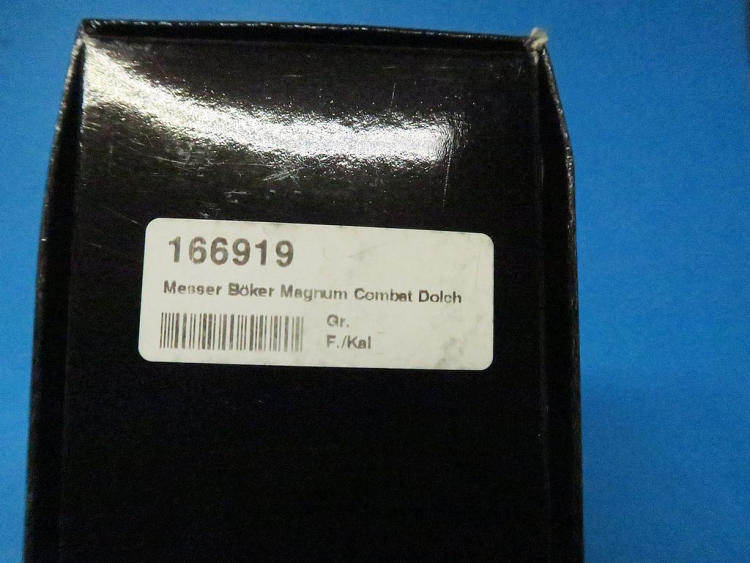 166919
Messer Böker Magnum Combat Dolch
Gr.
F./Kal